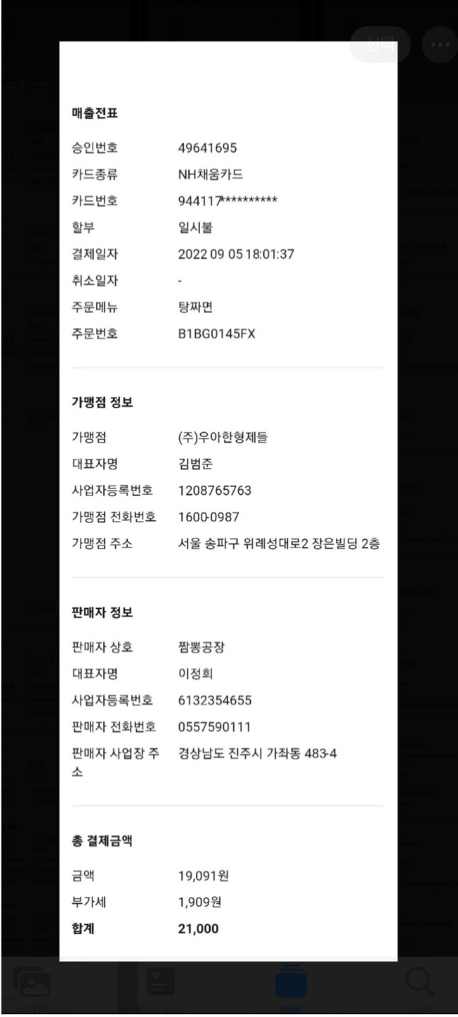 선택
매출전표
승인번호 49641695
카드종류 NH채움카드
카드번호 944117**********
할부 일시불
결제일자 2022 09 05 18:01:37
취소일자 -
주문메뉴 탕짜면
주문번호 B1BG0145FX
가맹점 정보
가맹점 (주)우아한형제들
대표자명 김범준
사업자등록번호 1208765763
가맹점 전화번호 1600-0987
가맹점 주소 서울 송파구 위례성대로2 장은빌딩 2층
판매자 정보
판매자 상호 짬뽕공장
대표자명 이정희
사업자등록번호 6132354655
판매자 전화번호 0557590111
판매자 사업장 주 경상남도 진주시 가좌동 483-4
소
총 결제금액
금액 19,091원
부가세 1,909원
합계 21,000